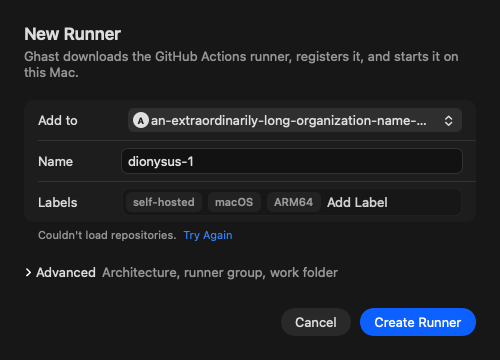 New Runner
Ghast downloads the GitHub Actions runner, registers it, and starts it on
this Mac.
Add to
A an-extraordinarily-long-organization-name-...
Name
dionysus-1
Labels
self-hosted macOS ARM64 Add Label
Couldn't load repositories. Try Again
Advanced Architecture, runner group, work folder
Cancel Create Runner